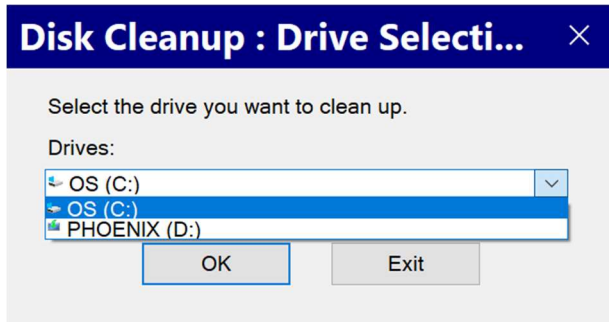 Disk Cleanup : Drive Selecti...
Select the drive you want to clean up.
Drives:
OS (C:)
OS (C:)
PHOENIX (D:)
OK Exit